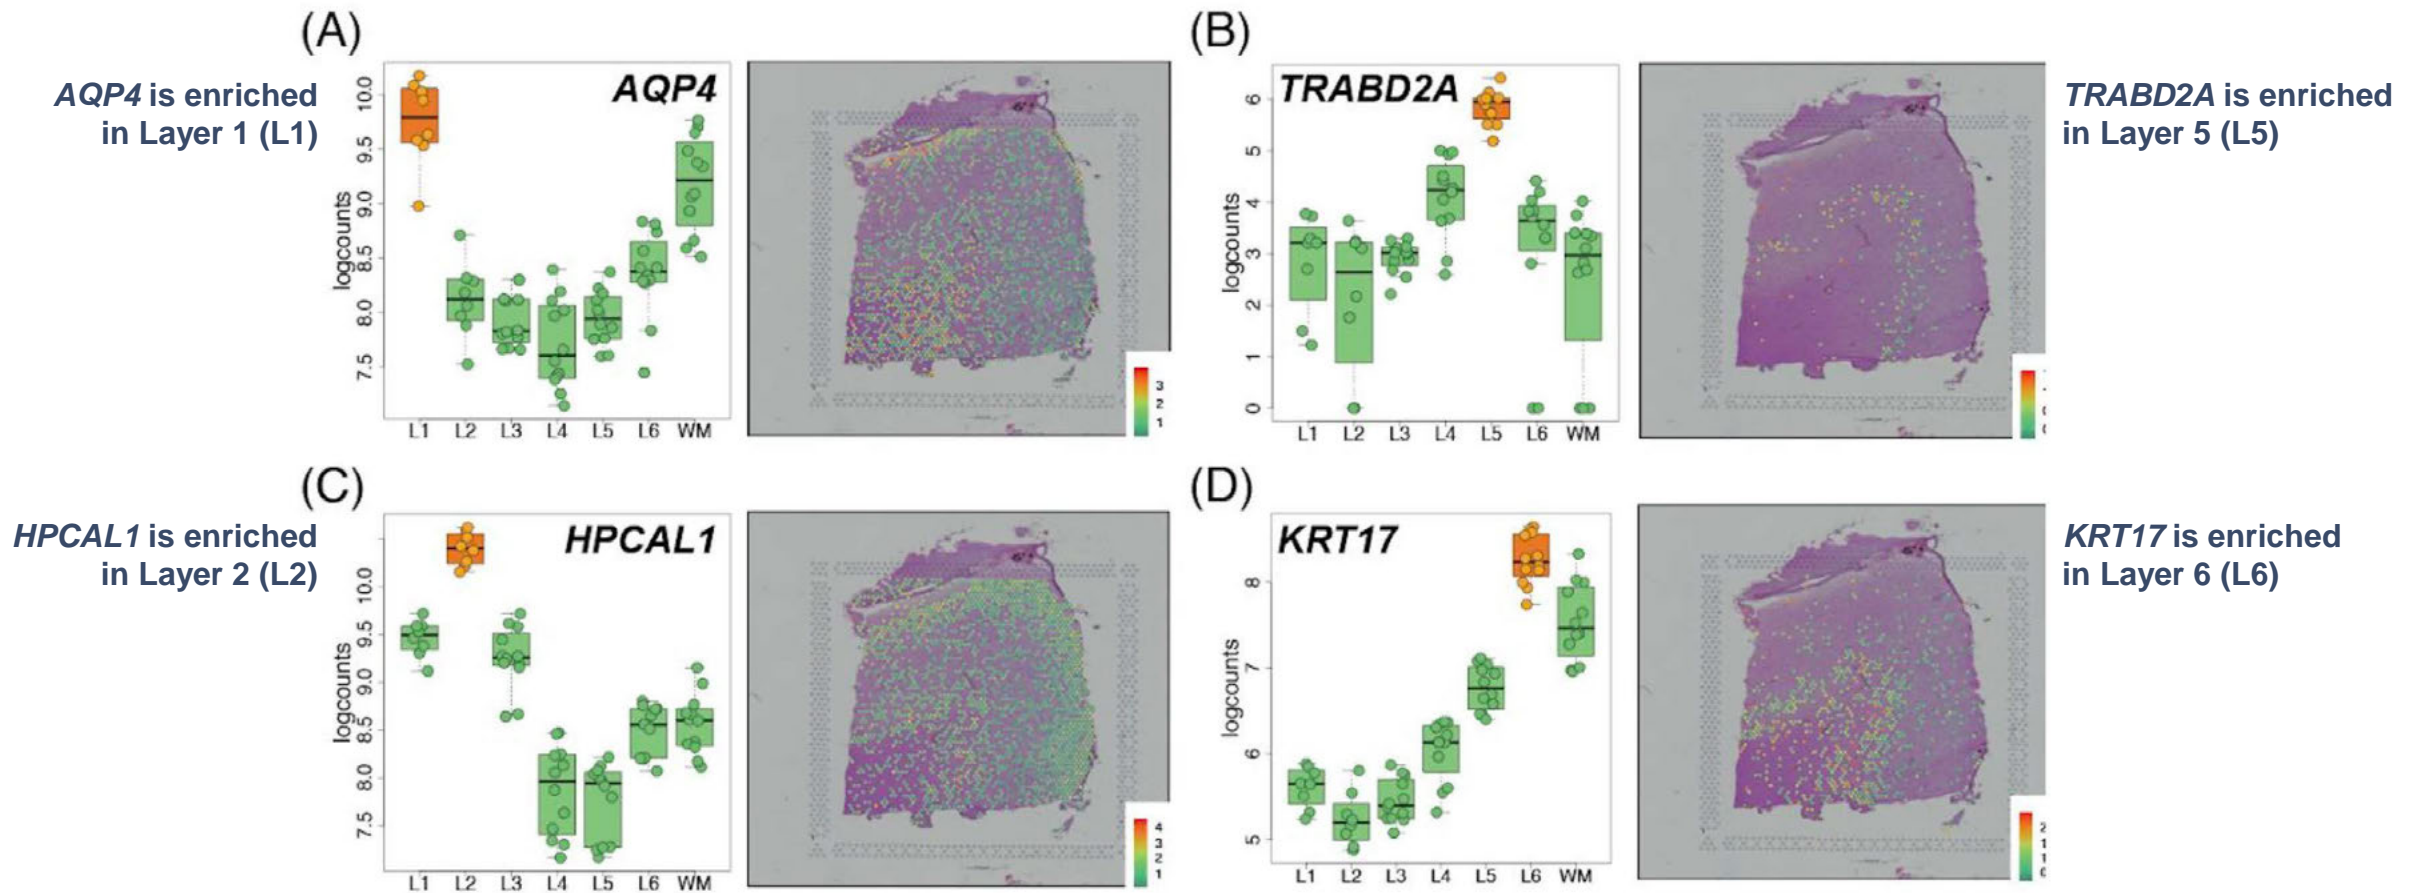 (A)
AQP4 is enriched
in Layer 1 (L1)
AQP4
logcounts
10.0
9.5
9.0
8.5
8.0
7.5
L1 L2 L3 L4 L5 L6 WM
3
2
1
(B)
TRABD2A
TRABD2A is enriched
in Layer 5 (L5)
logcounts
6
5
4
3
2
1
0
L1 L2 L3 L4 L5 L6 WM
(C)
HPCAL1 is enriched
in Layer 2 (L2)
HPCAL1
logcounts
10.0
9.5
9.0
8.5
8.0
7.5
L1 L2 L3 L4 L5 L6 WM
4
3
2
1
(D)
KRT17
KRT17 is enriched
in Layer 6 (L6)
logcounts
8
7
6
5
L1 L2 L3 L4 L5 L6 WM
2
1
1